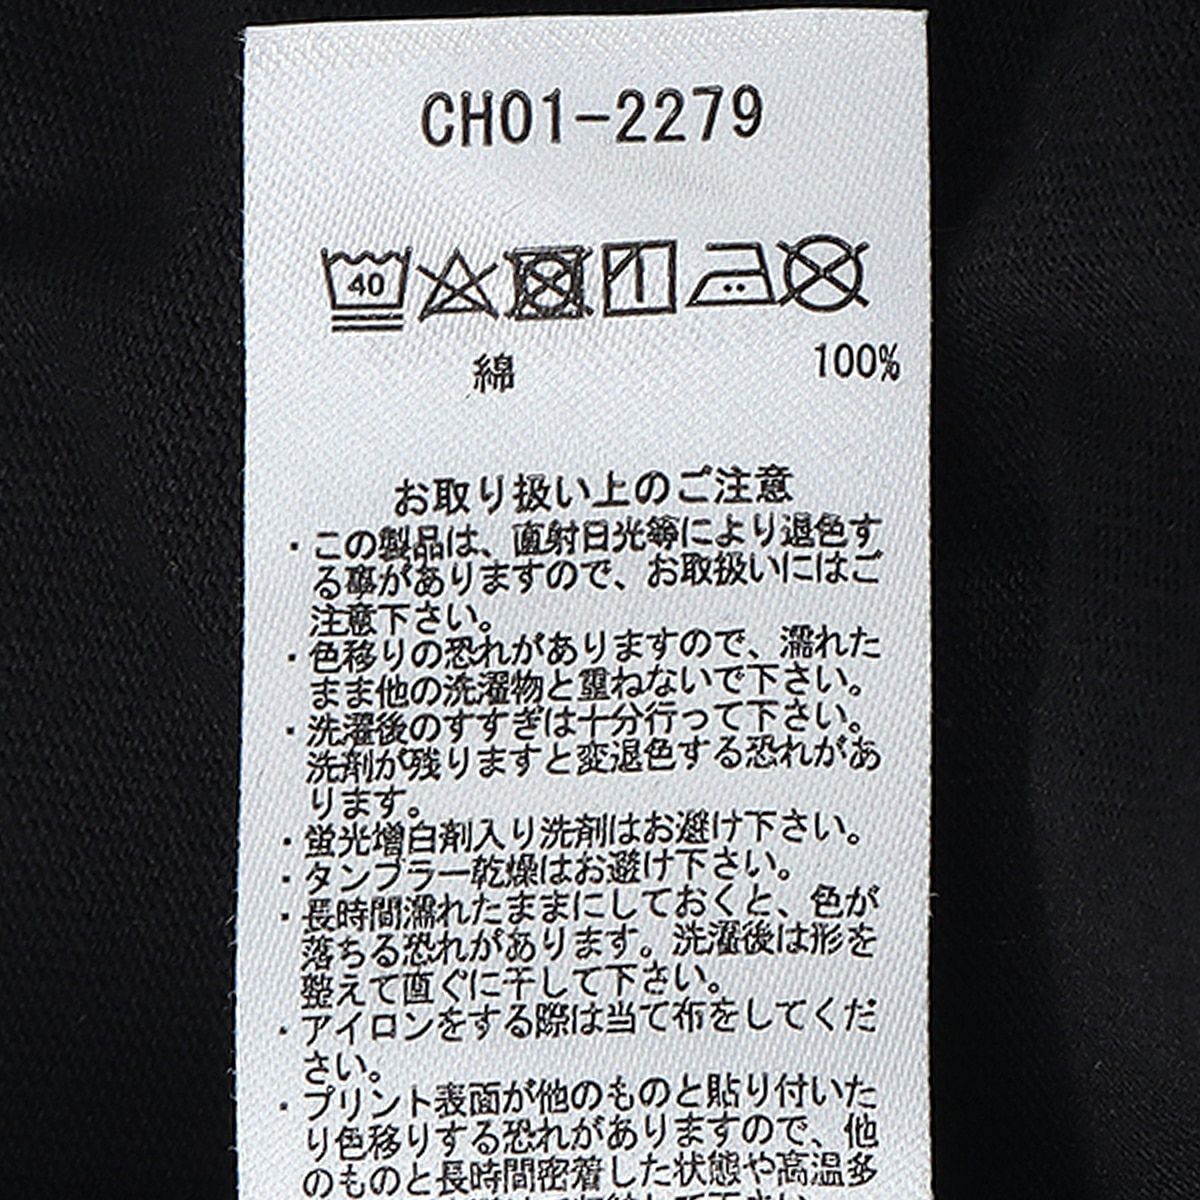 CH01-2279
40
綿 100%
お取り扱い上のご注意
・この製品は、直射日光等により退色す
る事がありますので、お取扱いにはご
注意下さい。
・色移りの恐れがありますので、濡れた
まま他の洗濯物と重ねないで下さい。
・洗濯後のすすぎは十分行って下さい。
洗剤が残りますと変退色する恐れがあ
ります。
・蛍光増白剤入り洗剤はお避け下さい。
・タンブラー乾燥はお避け下さい。
・長時間濡れたままにしておくと、色が
落ちる恐れがあります。洗濯後は形を
整えて直ぐに干して下さい。
・アイロンをする際は当て布をしてくだ
さい。
・プリント表面が他のものと貼り付いた
り色移りする恐れがありますので、他
のものと長時間密着した状態や高温多